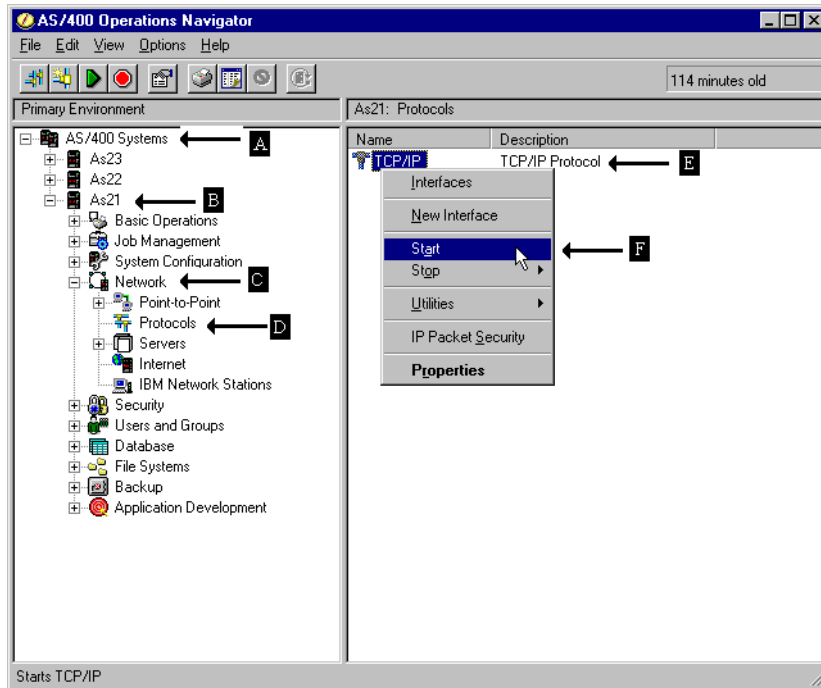 AS/400 Operations Navigator
File Edit View Options Help
114 minutes old
Primary Environment
As21: Protocols
AS/400 Systems
A
As23
As22
As21
B
Basic Operations
Job Management
System Configuration
Network
C
Point-to-Point
Protocols
D
Servers
Internet
IBM Network Stations
Security
Users and Groups
Database
File Systems
Backup
Application Development
Name Description
TCP/IP TCP/IP Protocol
E
Interfaces
New Interface
Start
F
Stop
Utilities
IP Packet Security
Properties
Starts TCP/IP